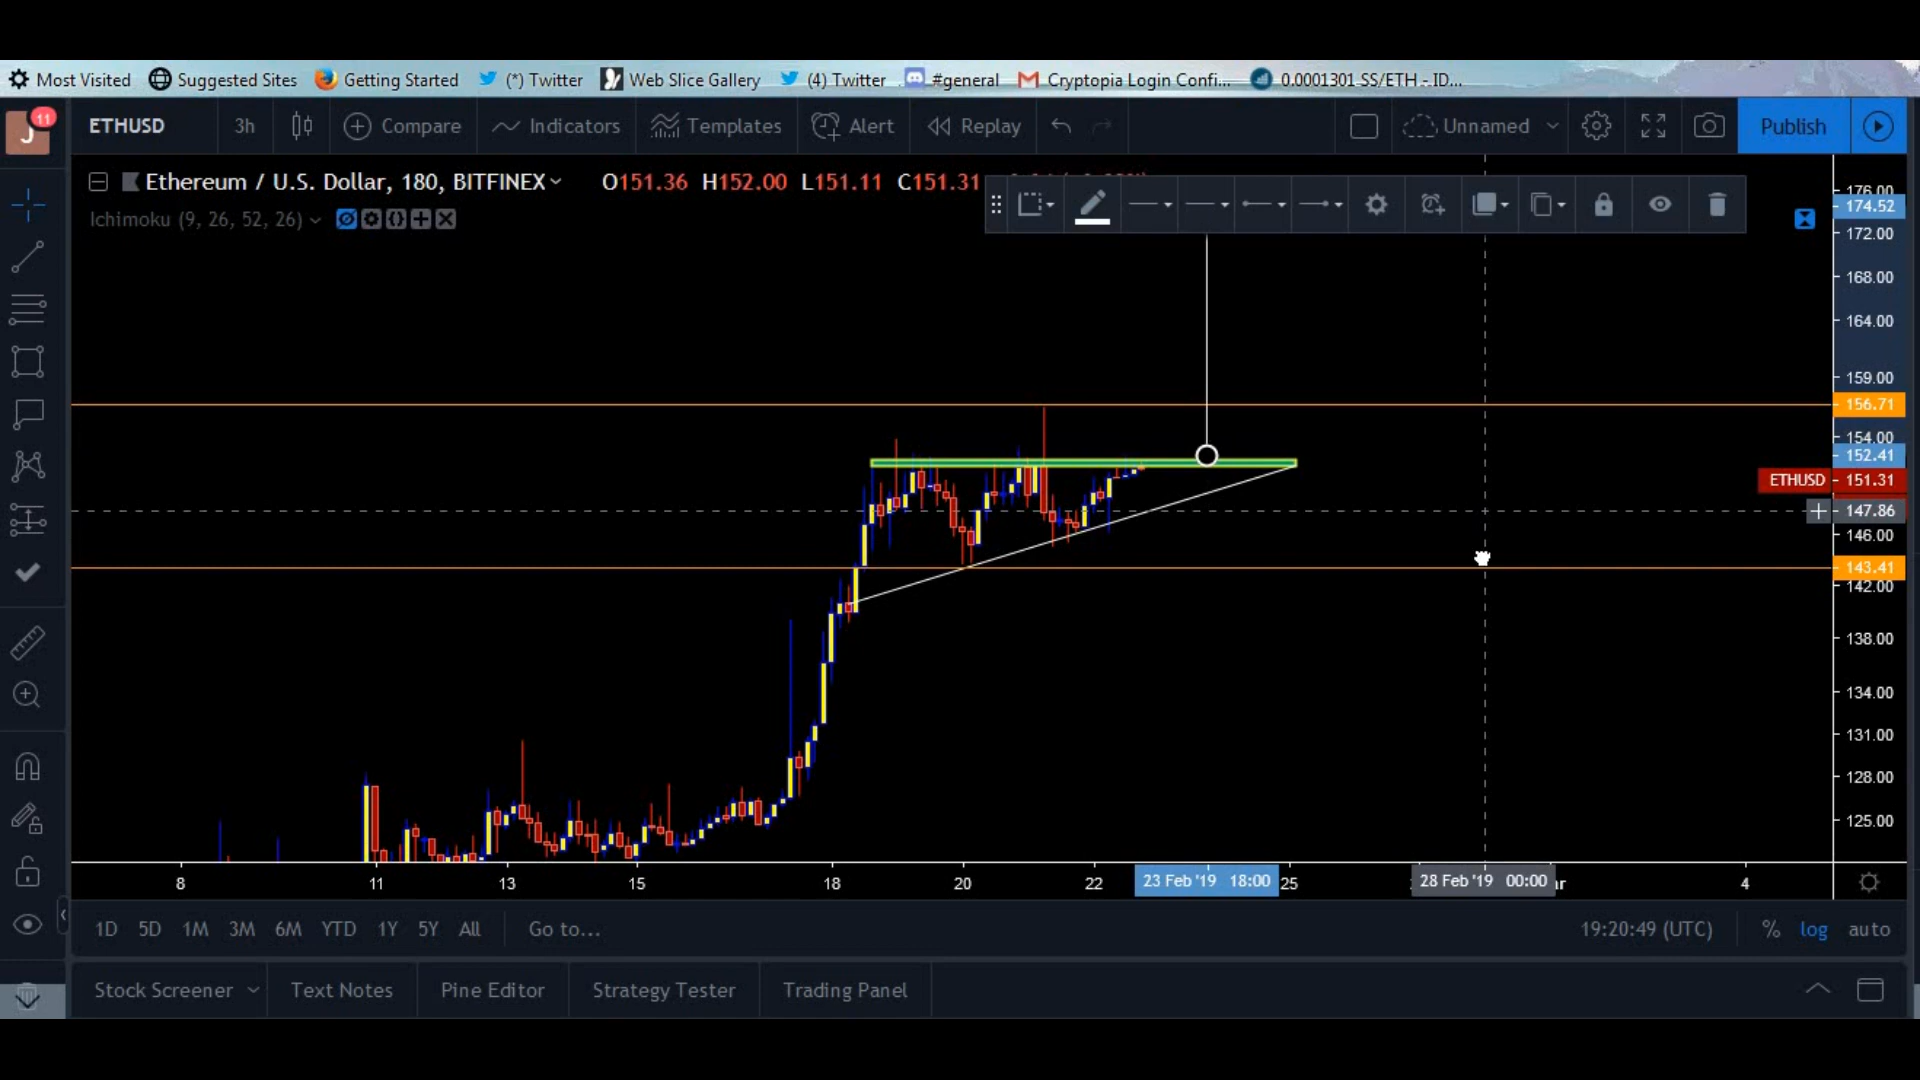 Most Visited Suggested Sites Getting Started (*) Twitter Web Slice Gallery (4) Twitter #general Cryptopia Login Confi... 0.0001301 SS/ETH - ID...
J 11 ETHUSD 3h Compare Indicators Templates Alert Replay Unnamed Publish
Ethereum / U.S. Dollar, 180, BITFINEX O151.36 H152.00 L151.11 C151.31
Ichimoku (9, 26, 52, 26)
176.00
174.52
172.00
168.00
164.00
159.00
156.71
154.00
152.41
ETHUSD 151.31
147.86
146.00
143.41
142.00
138.00
134.00
131.00
128.00
125.00
8 11 13 15 18 20 22 23 Feb '19 18:00 25 28 Feb '19 00:00 4
1D 5D 1M 3M 6M YTD 1Y 5Y All Go to... 19:20:49 (UTC) % log auto
Stock Screener Text Notes Pine Editor Strategy Tester Trading Panel